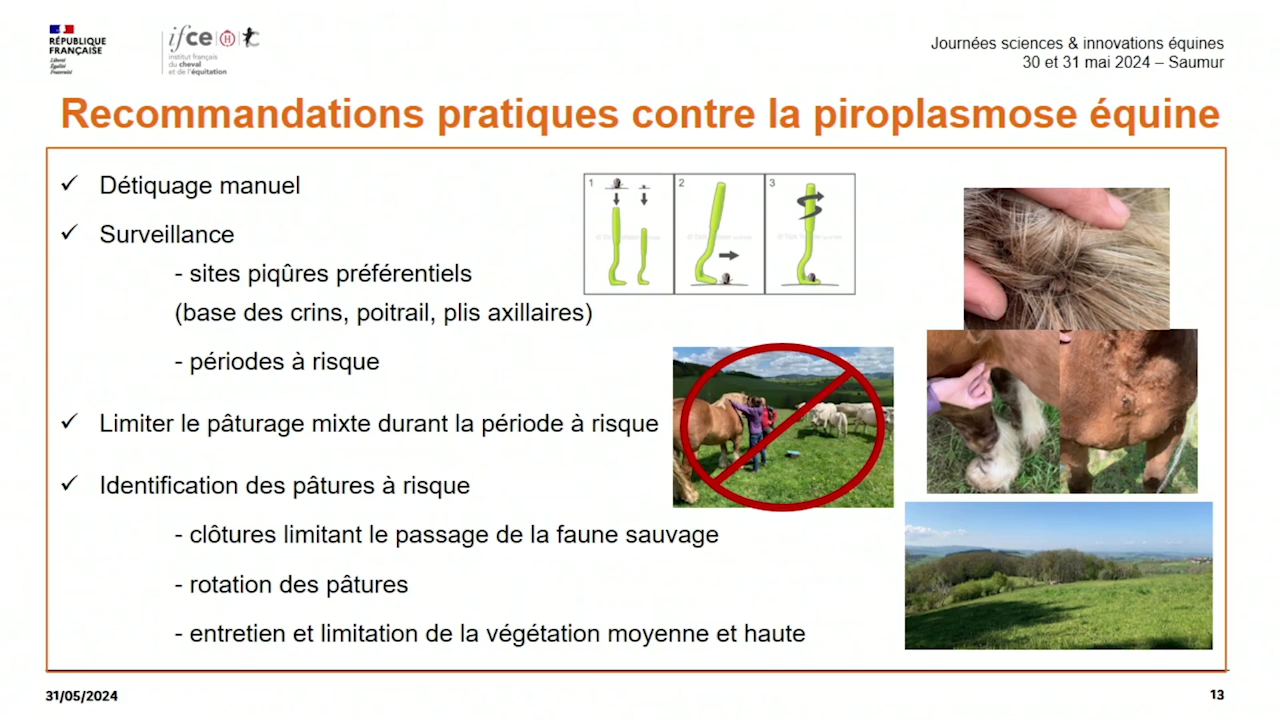 RÉPUBLIQUE
FRANÇAISE
Liberté
Égalité
Fraternité
ifce
institut français
du cheval
et de l'équitation
Journées sciences & innovations équines
30 et 31 mai 2024 – Saumur
Recommandations pratiques contre la piroplasmose équine
✓ Détiquage manuel
✓ Surveillance
- sites piqûres préférentiels
(base des crins, poitrail, plis axillaires)
- périodes à risque
✓ Limiter le pâturage mixte durant la période à risque
✓ Identification des pâtures à risque
- clôtures limitant le passage de la faune sauvage
- rotation des pâtures
- entretien et limitation de la végétation moyenne et haute
1
2
3
31/05/2024
13